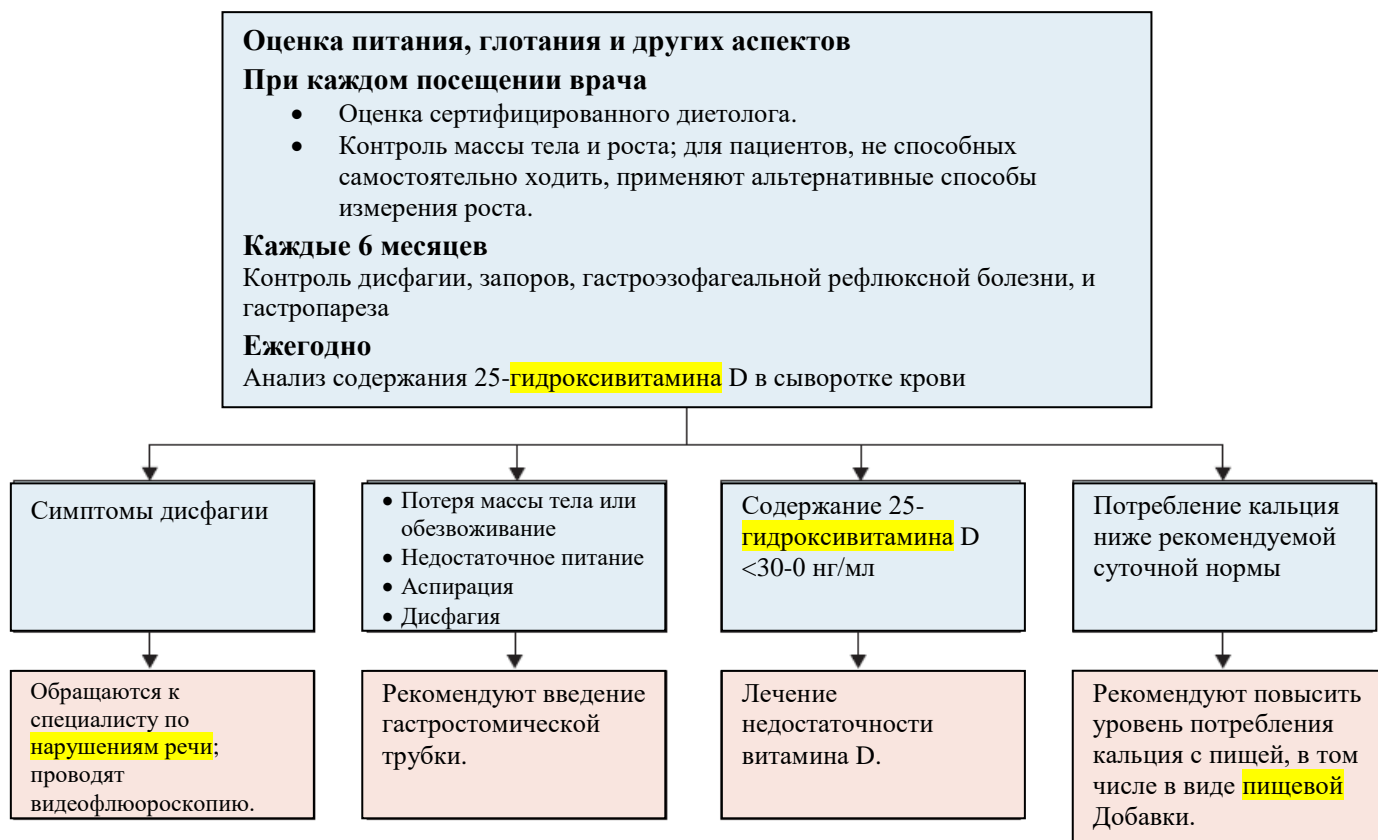 Оценка питания, глотания и других аспектов
При каждом посещении врача
• Оценка сертифицированного диетолога.
• Контроль массы тела и роста; для пациентов, не способных
самостоятельно ходить, применяют альтернативные способы
измерения роста.
Каждые 6 месяцев
Контроль дисфагии, запоров, гастроэзофагеальной рефлюксной болезни, и
гастропареза
Ежегодно
Анализ содержания 25-гидроксивитамина D в сыворотке крови
Симптомы дисфагии
• Потеря массы тела или
обезвоживание
• Недостаточное питание
• Аспирация
• Дисфагия
Содержание 25-
гидроксивитамина D
<30-0 нг/мл
Потребление кальция
ниже рекомендуемой
суточной нормы
Обращаются к
специалисту по
нарушениям речи;
проводят
видеофлюороскопию.
Рекомендуют введение
гастростомической
трубки.
Лечение
недостаточности
витамина D.
Рекомендуют повысить
уровень потребления
кальция с пищей, в том
числе в виде пищевой
Добавки.